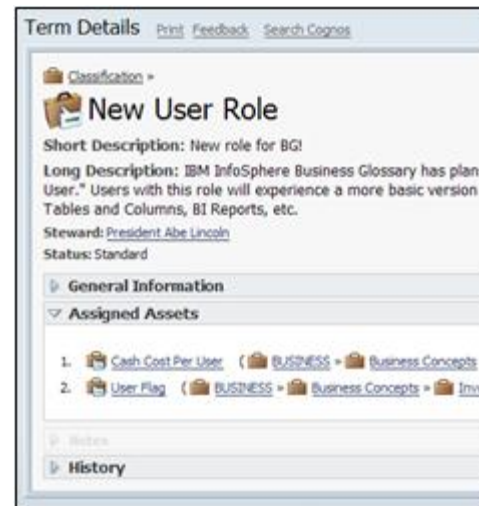 Term Details Print Feedback Search Cognos
Classification »
New User Role
Short Description: New role for BG!
Long Description: IBM InfoSphere Business Glossary has plan
User." Users with this role will experience a more basic version
Tables and Columns, BI Reports, etc.
Steward: President Abe Lincoln
Status: Standard
General Information
Assigned Assets
1. Cash Cost Per User ( BUSINESS » Business Concepts
2. User Flag ( BUSINESS » Business Concepts » Inv
Notes
History